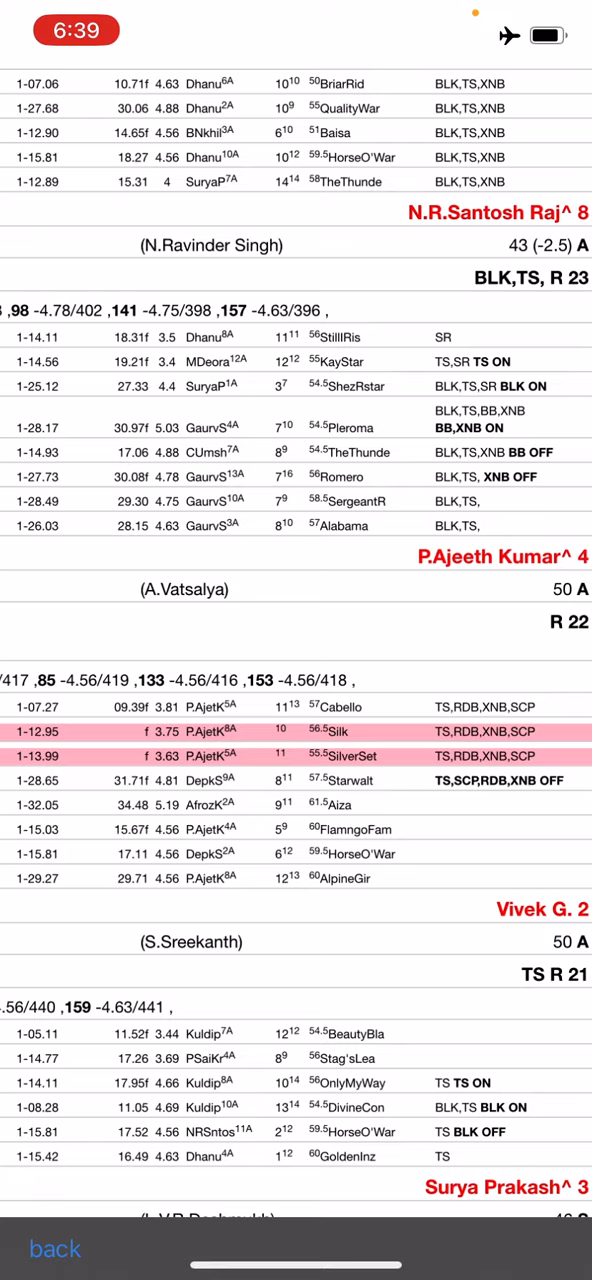 6:39
1-07.06 10.71f 4.63 Dhanu6A 1010 50BriarRid BLK,TS,XNB
1-27.68 30.06 4.88 Dhanu2A 109 55QualityWar BLK,TS,XNB
1-12.90 14.65f 4.56 BNkhil3A 610 51Baisa BLK,TS,XNB
1-15.81 18.27 4.56 Dhanu10A 1012 59.5HorseO'War BLK,TS,XNB
1-12.89 15.31 4 SuryaP7A 1414 58TheThunde BLK,TS,XNB
N.R.Santosh Raj^ 8
(N.Ravinder Singh) 43 (-2.5) A
BLK,TS, R 23
,98 -4.78/402 ,141 -4.75/398 ,157 -4.63/396 ,
1-14.11 18.31f 3.5 Dhanu8A 1111 56StillIRis SR
1-14.56 19.21f 3.4 MDeora12A 1212 55KayStar TS,SR TS ON
1-25.12 27.33 4.4 SuryaP1A 37 54.5ShezRstar BLK,TS,SR BLK ON
BLK,TS,BB,XNB
1-28.17 30.97f 5.03 GaurvS4A 710 54.5Pleroma BB,XNB ON
1-14.93 17.06 4.88 CUmsh7A 89 54.5TheThunde BLK,TS,XNB BB OFF
1-27.73 30.08f 4.78 GaurvS13A 716 56Romero BLK,TS, XNB OFF
1-28.49 29.30 4.75 GaurvS10A 79 58.5SergeantR BLK,TS,
1-26.03 28.15 4.63 GaurvS3A 810 57Alabama BLK,TS,
P.Ajeeth Kumar^ 4
(A.Vatsalya) 50 A
R 22
/417 ,85 -4.56/419 ,133 -4.56/416 ,153 -4.56/418 ,
1-07.27 09.39f 3.81 P.AjetK5A 1113 57Cabello TS,RDB,XNB,SCP
1-12.95 f 3.75 P.AjetK8A 10 56.5Silk TS,RDB,XNB,SCP
1-13.99 f 3.63 P.AjetK5A 11 55.5SilverSet TS,RDB,XNB,SCP
1-28.65 31.71f 4.81 DepkS9A 811 57.5Starwalt TS,SCP,RDB,XNB OFF
1-32.05 34.48 5.19 AfrozK2A 911 61.5Aiza
1-15.03 15.67f 4.56 P.AjetK4A 59 60FlamngoFam
1-15.81 17.11 4.56 DepkS2A 612 59.5HorseO'War
1-29.27 29.71 4.56 P.AjetK8A 1213 60AlpineGir
Vivek G. 2
(S.Sreekanth) 50 A
TS R 21
.56/440 ,159 -4.63/441 ,
1-05.11 11.52f 3.44 Kuldip7A 1212 54.5BeautyBla
1-14.77 17.26 3.69 PSaiKr4A 89 56Stag'sLea
1-14.11 17.95f 4.66 Kuldip8A 1014 56OnlyMyWay TS TS ON
1-08.28 11.05 4.69 Kuldip10A 1314 54.5DivineCon BLK,TS BLK ON
1-15.81 17.52 4.56 NRSntos11A 212 59.5HorseO'War TS BLK OFF
1-15.42 16.49 4.63 Dhanu4A 112 60GoldenInz TS
Surya Prakash^ 3
back